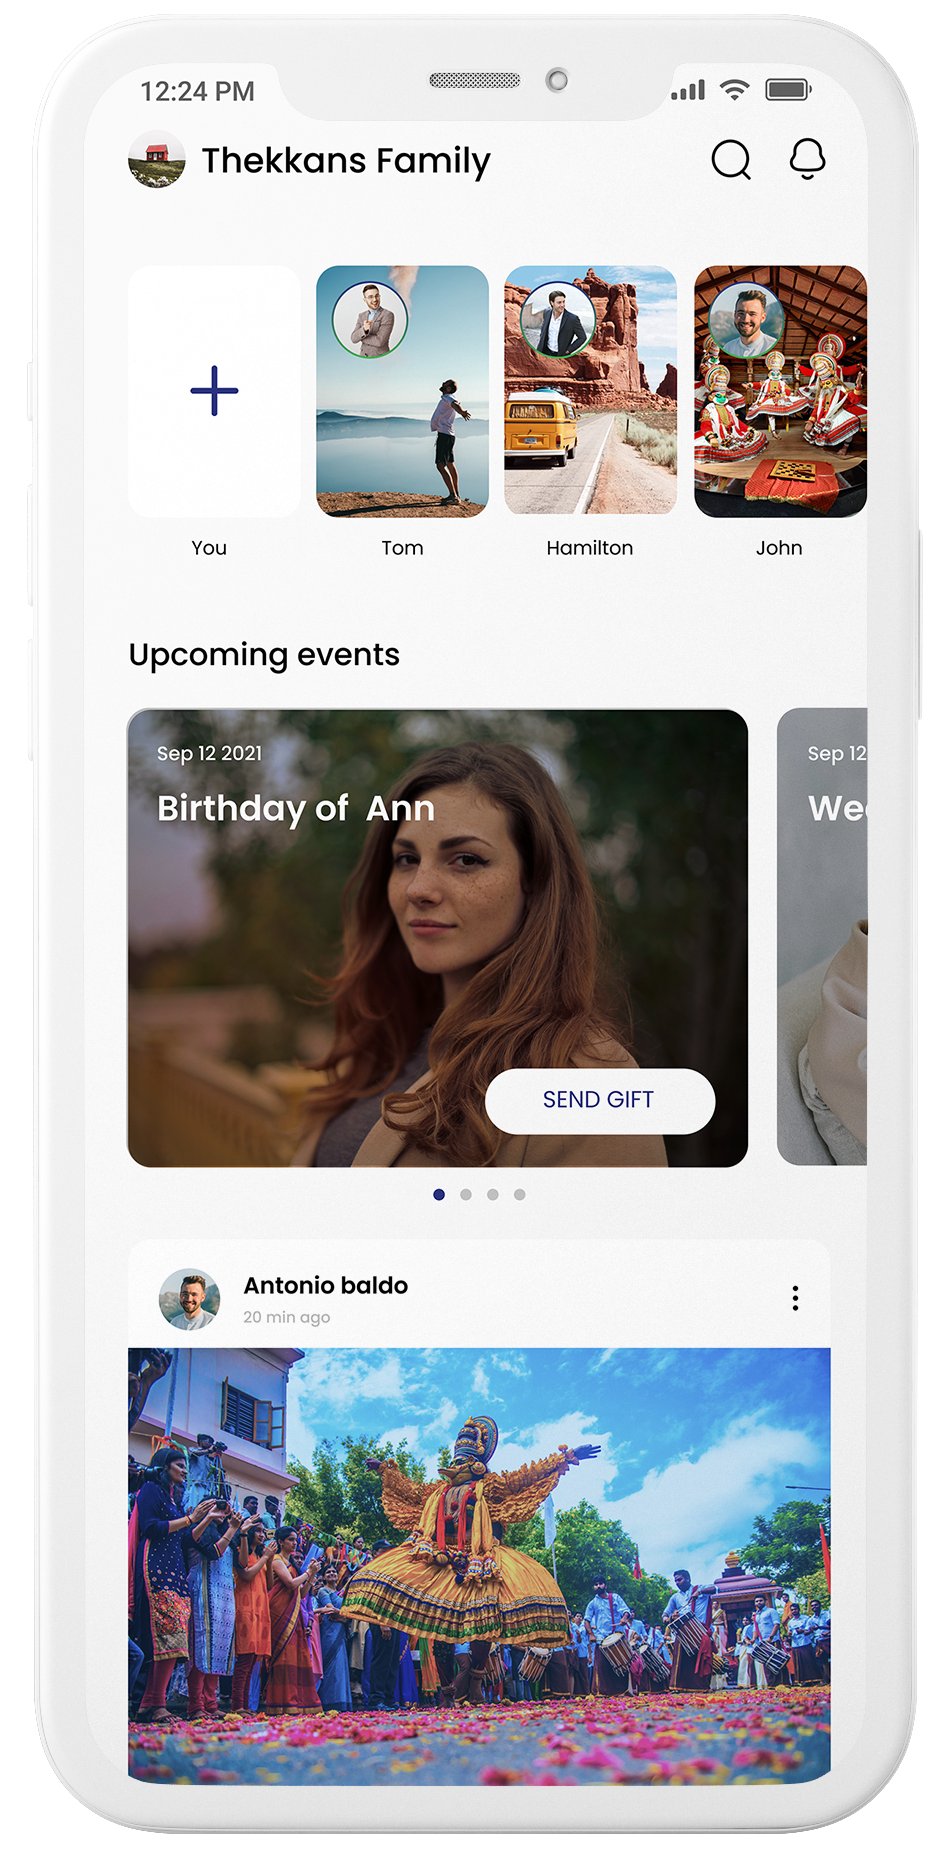 12:24 PM
Thekkans Family
You
Tom
Hamilton
John
Upcoming events
Sep 12 2021
Birthday of Ann
SEND GIFT
Sep 12
Antonio baldo
20 min ago